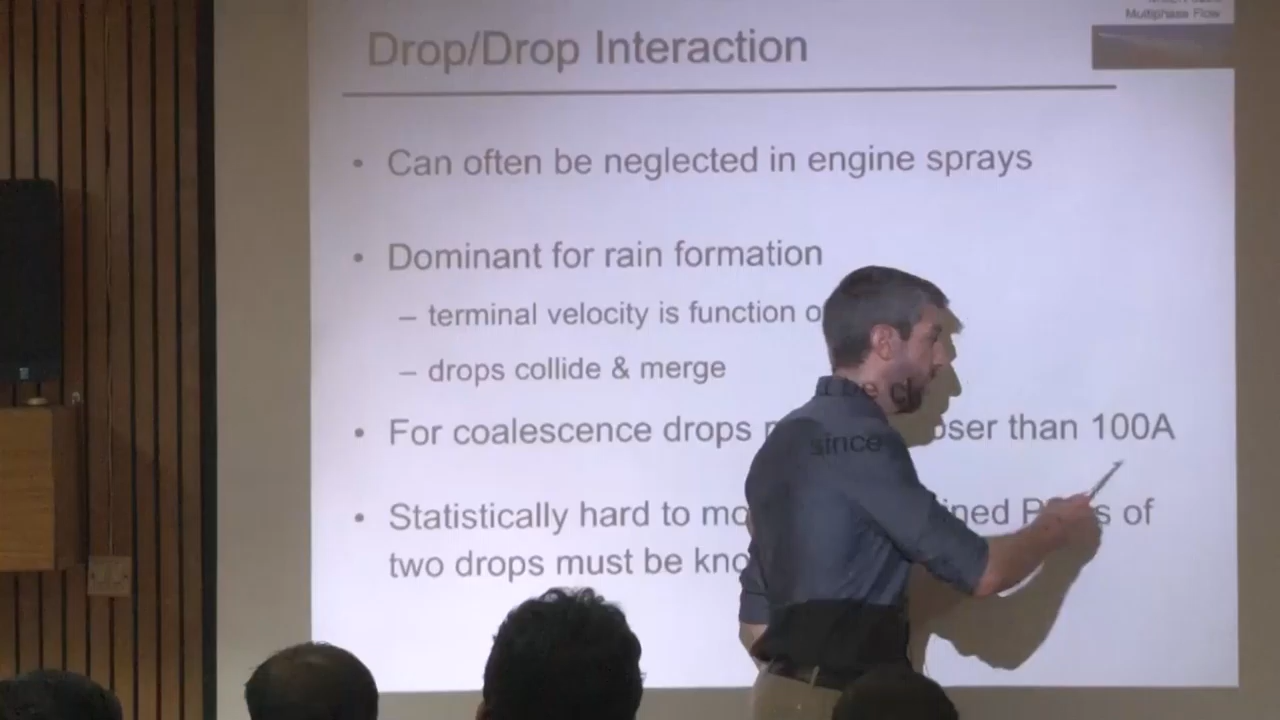 Multiphase Flow
Drop/Drop Interaction
• Can often be neglected in engine sprays
• Dominant for rain formation
– terminal velocity is function o
– drops collide & merge
• For coalescence drops oser than 100A
since
• Statistically hard to mo ined P s of
two drops must be kno